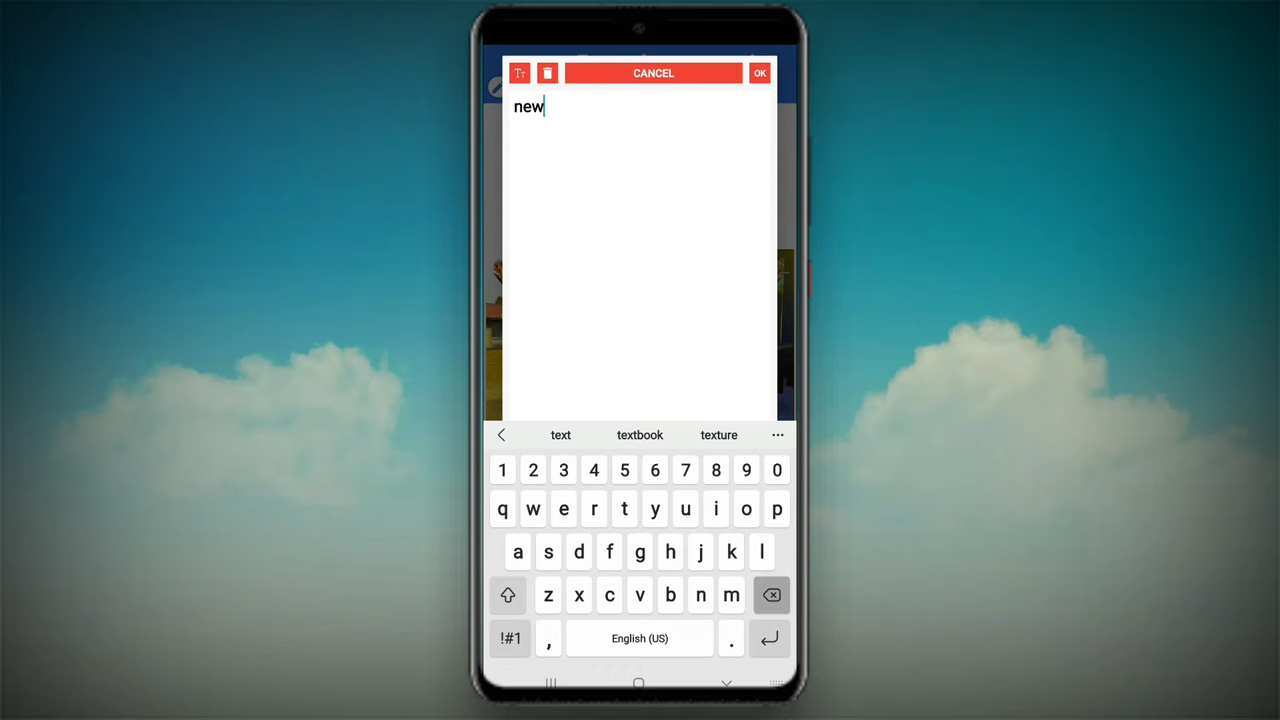 Tт CANCEL OK
new
text textbook texture
1 2 3 4 5 6 7 8 9 0
q w e r t y u i o p
a s d f g h j k l
z x c v b n m
!#1 , English (US) .